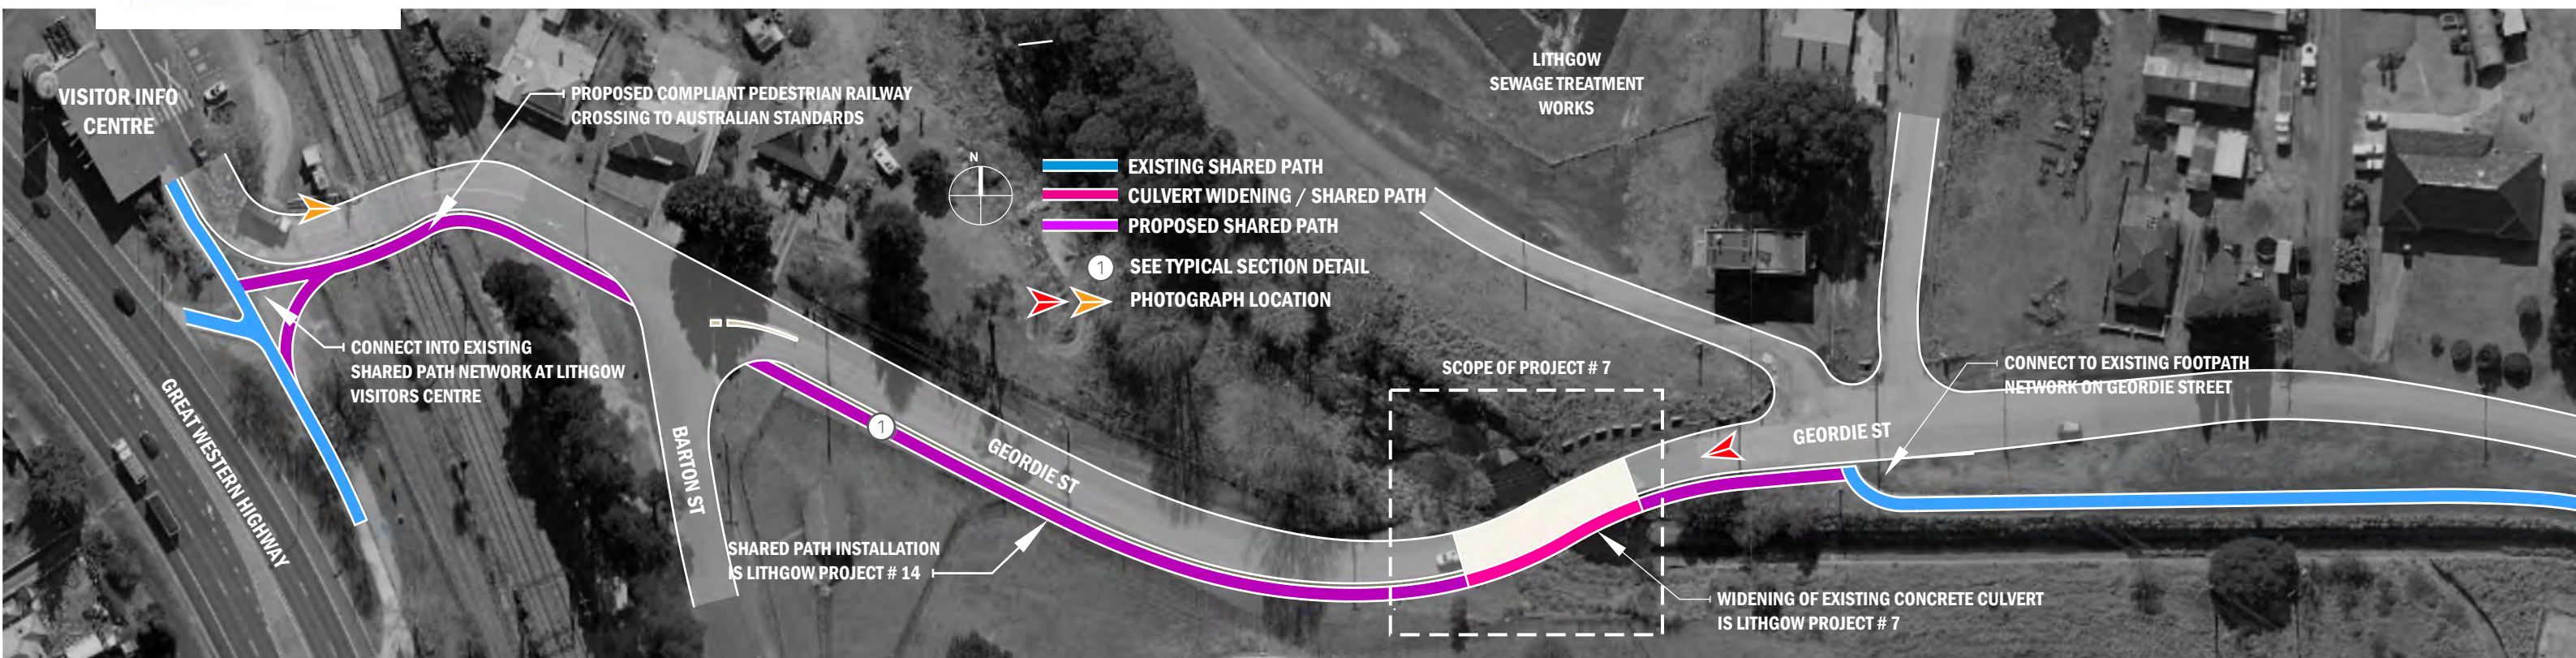 VISITOR INFO
CENTRE
PROPOSED COMPLIANT PEDESTRIAN RAILWAY
CROSSING TO AUSTRALIAN STANDARDS
LITHGOW
SEWAGE TREATMENT
WORKS
N
EXISTING SHARED PATH
CULVERT WIDENING / SHARED PATH
PROPOSED SHARED PATH
1 SEE TYPICAL SECTION DETAIL
PHOTOGRAPH LOCATION
CONNECT INTO EXISTING
SHARED PATH NETWORK AT LITHGOW
VISITORS CENTRE
GREAT WESTERN HIGHWAY
BARTON ST
1
GEORDIE ST
SHARED PATH INSTALLATION
IS LITHGOW PROJECT # 14
SCOPE OF PROJECT # 7
GEORDIE ST
CONNECT TO EXISTING FOOTPATH
NETWORK ON GEORDIE STREET
WIDENING OF EXISTING CONCRETE CULVERT
IS LITHGOW PROJECT # 7